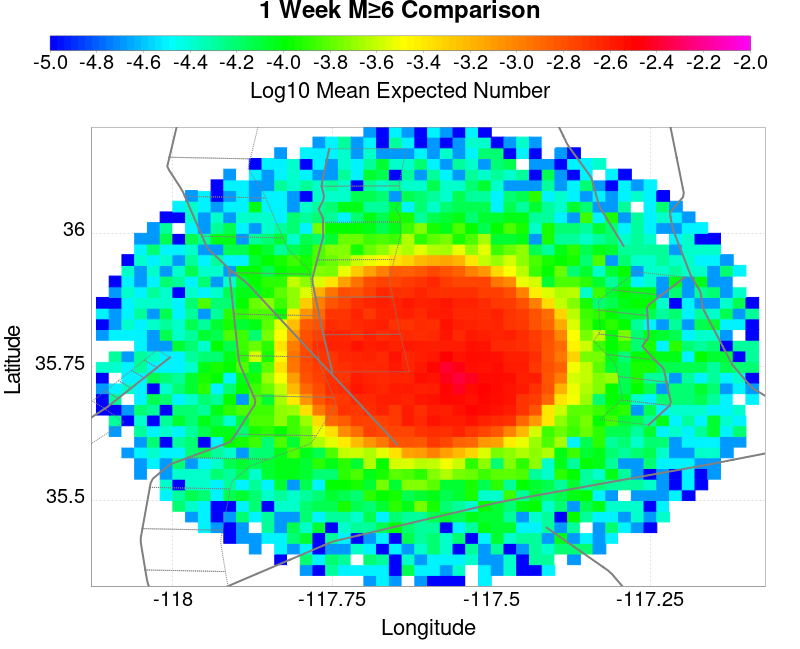 1 Week M≥6 Comparison
-5.0 -4.8 -4.6 -4.4 -4.2 -4.0 -3.8 -3.6 -3.4 -3.2 -3.0 -2.8 -2.6 -2.4 -2.2 -2.0
Log10 Mean Expected Number
36
35.75
35.5
Latitude
-118 -117.75 -117.5 -117.25
Longitude